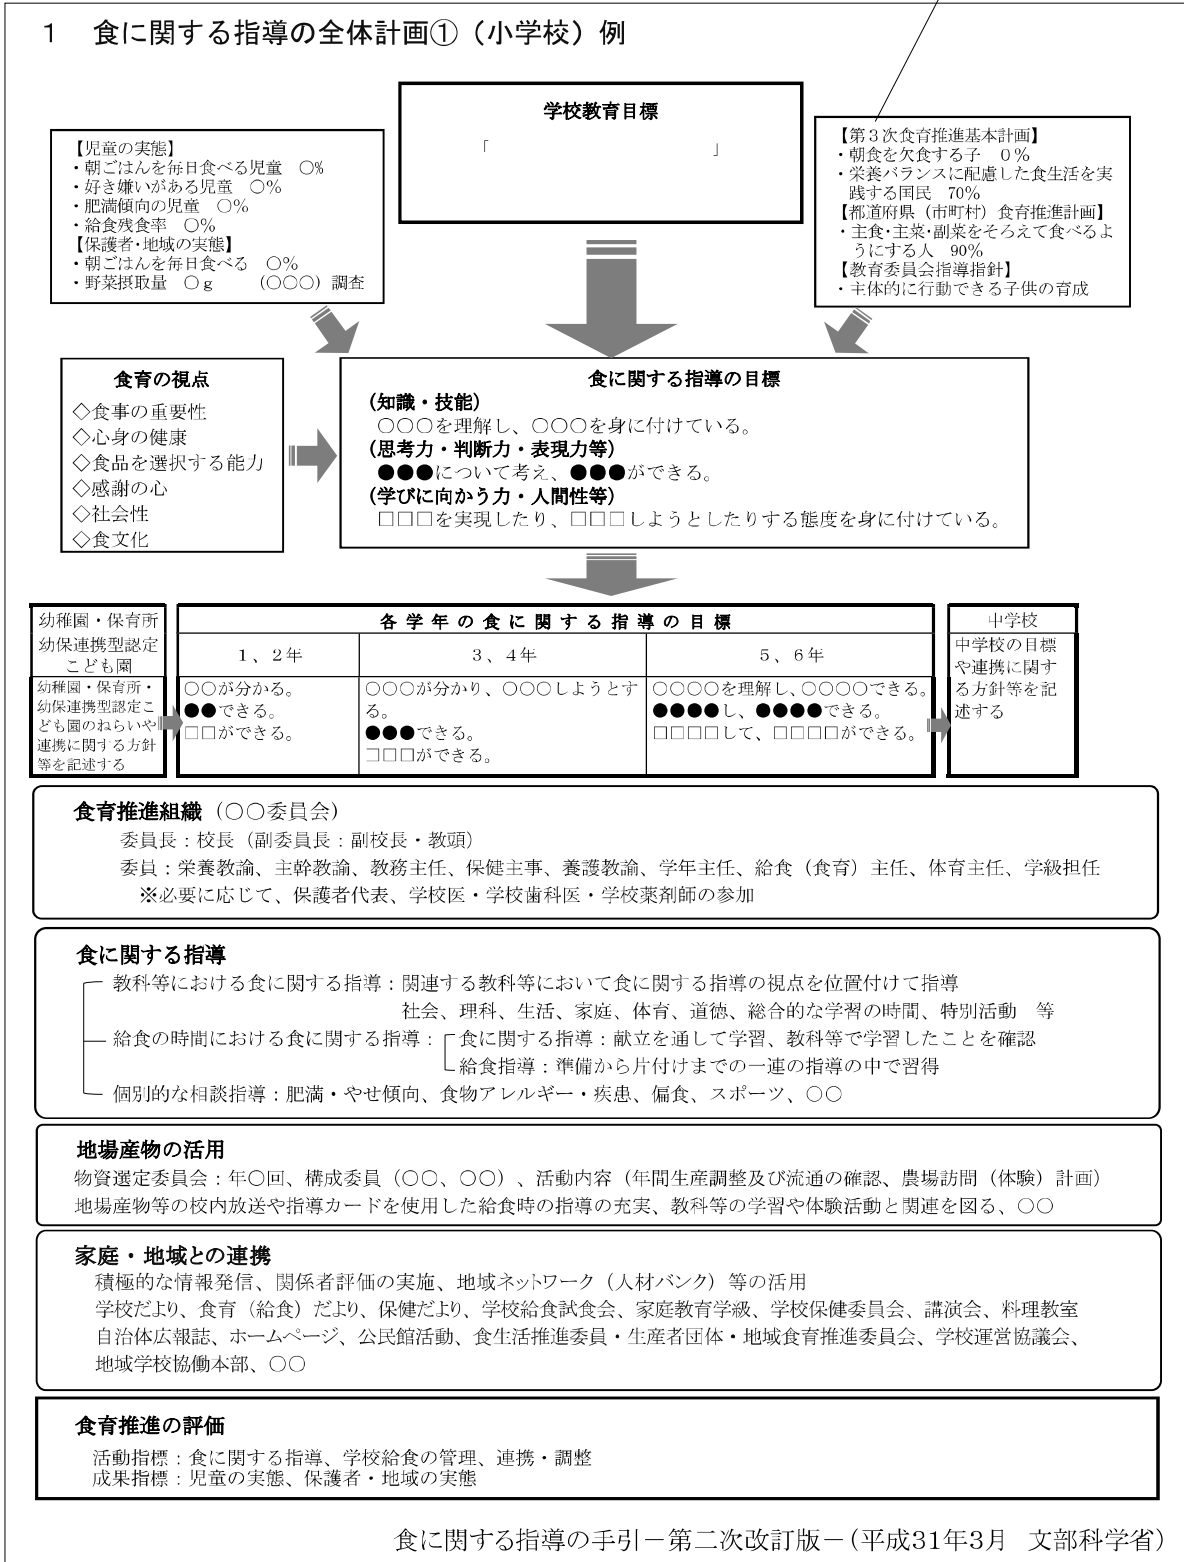 1　食に関する指導の全体計画①（小学校）例
学校教育目標
「　　　　　　　　　　　　」
【児童の実態】
・朝ごはんを毎日食べる児童　○%
・好き嫌いがある児童　○%
・肥満傾向の児童　○%
・給食残食率　○%
【保護者・地域の実態】
・朝ごはんを毎日食べる　○%
・野菜摂取量　○ｇ　　（○○○）調査
【第３次食育推進基本計画】
・朝食を欠食する子　０％
・栄養バランスに配慮した食生活を実
践する国民　70%
【都道府県（市町村）食育推進計画】
・主食・主菜・副菜をそろえて食べるよ
うにする人　90%
【教育委員会指導指針】
・主体的に行動できる子供の育成
食育の視点
◇食事の重要性
◇心身の健康
◇食品を選択する能力
◇感謝の心
◇社会性
◇食文化
食に関する指導の目標
（知識・技能）
○○○を理解し、○○○を身に付けている。
（思考力・判断力・表現力等）
●●●について考え、●●●ができる。
（学びに向かう力・人間性等）
□□□を実現したり、□□□しようとしたりする態度を身に付けている。
幼稚園・保育所
幼保連携型認定
こども園
幼稚園・保育所・
幼保連携型認定こ
ども園のねらいや
連携に関する方針
等を記述する
各学年の食に関する指導の目標
１、２年
３、４年
５、６年
○○が分かる。
●●できる。
□□ができる。
○○○が分かり、○○○しようとす
る。
●●●できる。
□□□ができる。
○○○○を理解し、○○○○できる。
●●●●し、●●●●できる。
□□□□して、□□□□ができる。
中学校
中学校の目標
や連携に関す
る方針等を記
述する
食育推進組織（○○委員会）
委員長：校長（副委員長：副校長・教頭）
委員：栄養教諭、主幹教諭、教務主任、保健主事、養護教諭、学年主任、給食（食育）主任、体育主任、学級担任
※必要に応じて、保護者代表、学校医・学校歯科医・学校薬剤師の参加
食に関する指導
教科等における食に関する指導：関連する教科等において食に関する指導の視点を位置付けて指導
社会、理科、生活、家庭、体育、道徳、総合的な学習の時間、特別活動　等
給食の時間における食に関する指導：食に関する指導：献立を通して学習、教科等で学習したことを確認
給食指導：準備から片付けまでの一連の指導の中で習得
個別的な相談指導：肥満・やせ傾向、食物アレルギー・疾患、偏食、スポーツ、○○
地場産物の活用
物資選定委員会：年○回、構成委員（○○、○○）、活動内容（年間生産調整及び流通の確認、農場訪問（体験）計画）
地場産物等の校内放送や指導カードを使用した給食時の指導の充実、教科等の学習や体験活動と関連を図る、○○
家庭・地域との連携
積極的な情報発信、関係者評価の実施、地域ネットワーク（人材バンク）等の活用
学校だより、食育（給食）だより、保健だより、学校給食試食会、家庭教育学級、学校保健委員会、講演会、料理教室
自治体広報誌、ホームページ、公民館活動、食生活推進委員・生産者団体・地域食育推進委員会、学校運営協議会、
地域学校協働本部、○○
食育推進の評価
活動指標：食に関する指導、学校給食の管理、連携・調整
成果指標：児童の実態、保護者・地域の実態
食に関する指導の手引－第二次改訂版－（平成31年3月　文部科学省）